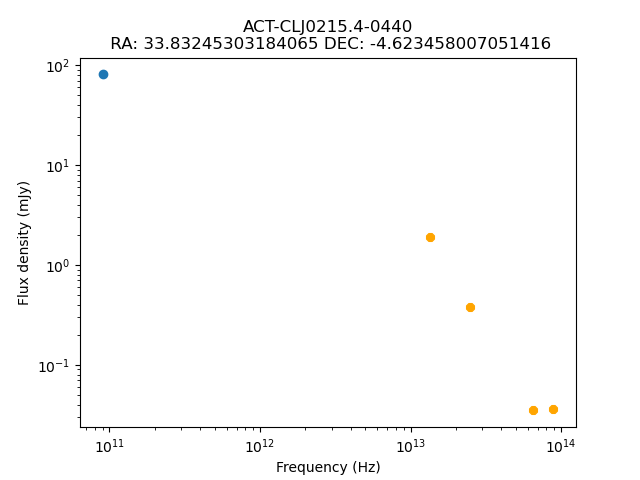 ACT-CLJ0215.4-0440
RA: 33.83245303184065 DEC: -4.623458007051416
Flux density (mJy)
10²
10¹
10⁰
10⁻¹
10¹¹ 10¹² 10¹³ 10¹⁴
Frequency (Hz)